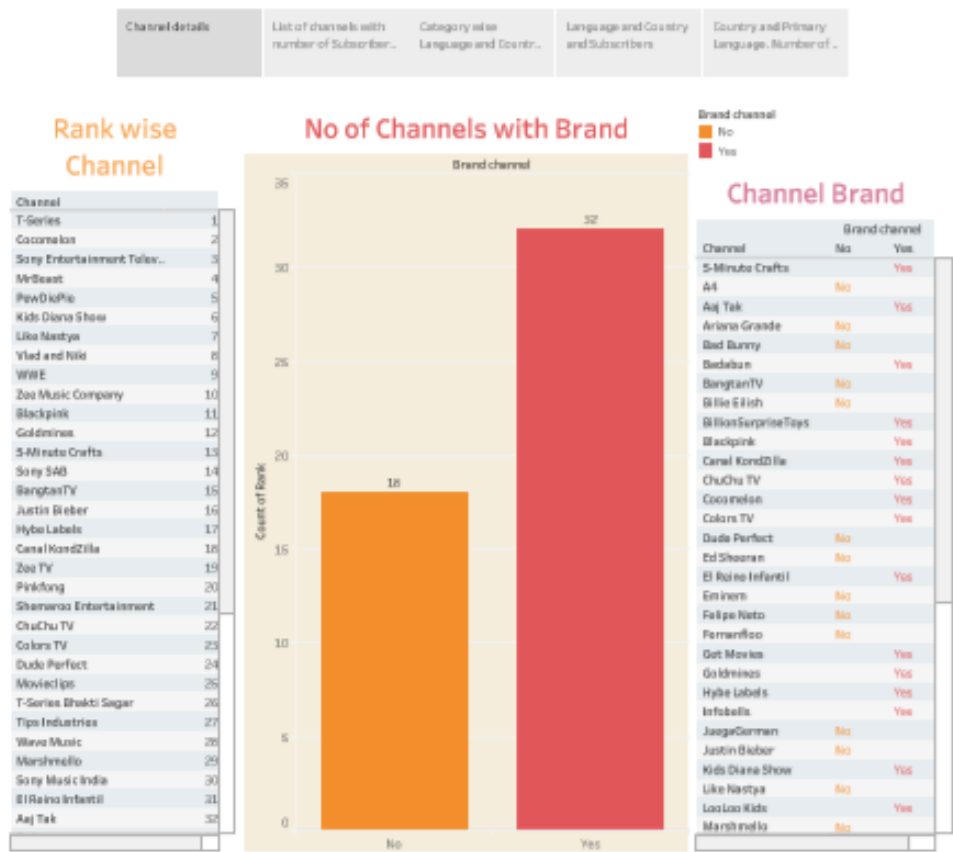 Channel details
List of channels with
number of Subscriber..
Category wise
Language and Countr..
Language and Country
and Subscribers
Country and Primary
Language. Number of ..
Rank wise
Channel
Channel
T-Series 1
Cocomelon 2
Sony Entertainment Telev.. 3
MrBeast 4
PewDiePie 5
Kids Diana Show 6
Like Nastya 7
Vlad and Niki 8
WWE 9
Zee Music Company 10
Blackpink 11
Goldmines 12
5-Minute Crafts 13
Sony SAB 14
BangtanTV 15
Justin Bieber 16
Hybe Labels 17
Canal KondZilla 18
Zee TV 19
Pinkfong 20
Shemaroo Entertainment 21
ChuChu TV 22
Colors TV 23
Dude Perfect 24
Movieclips 25
T-Series Bhakti Sagar 26
Tips Industries 27
Wave Music 28
Marshmello 29
Sony Music India 30
El Reino Infantil 31
Aaj Tak 32
No of Channels with Brand
Brand channel
35
30
25
20
15
10
5
0
Count of Rank
18
32
No
Yes
Brand channel
No
Yes
Channel Brand
Brand channel
Channel No Yes
5-Minute Crafts Yes
A4 No
Aaj Tak Yes
Ariana Grande No
Bad Bunny No
Badabun Yes
BangtanTV No
Billie Eilish No
BillionSurpriseToys Yes
Blackpink Yes
Canal KondZilla Yes
ChuChu TV Yes
Cocomelon Yes
Colors TV Yes
Dude Perfect No
Ed Sheeran No
El Reino Infantil Yes
Eminem No
Felipe Neto No
Fernanfloo No
Get Movies Yes
Goldmines Yes
Hybe Labels Yes
Infobells Yes
JuegaGerman No
Justin Bieber No
Kids Diana Show Yes
Like Nastya No
LooLoo Kids Yes
Marshmello No